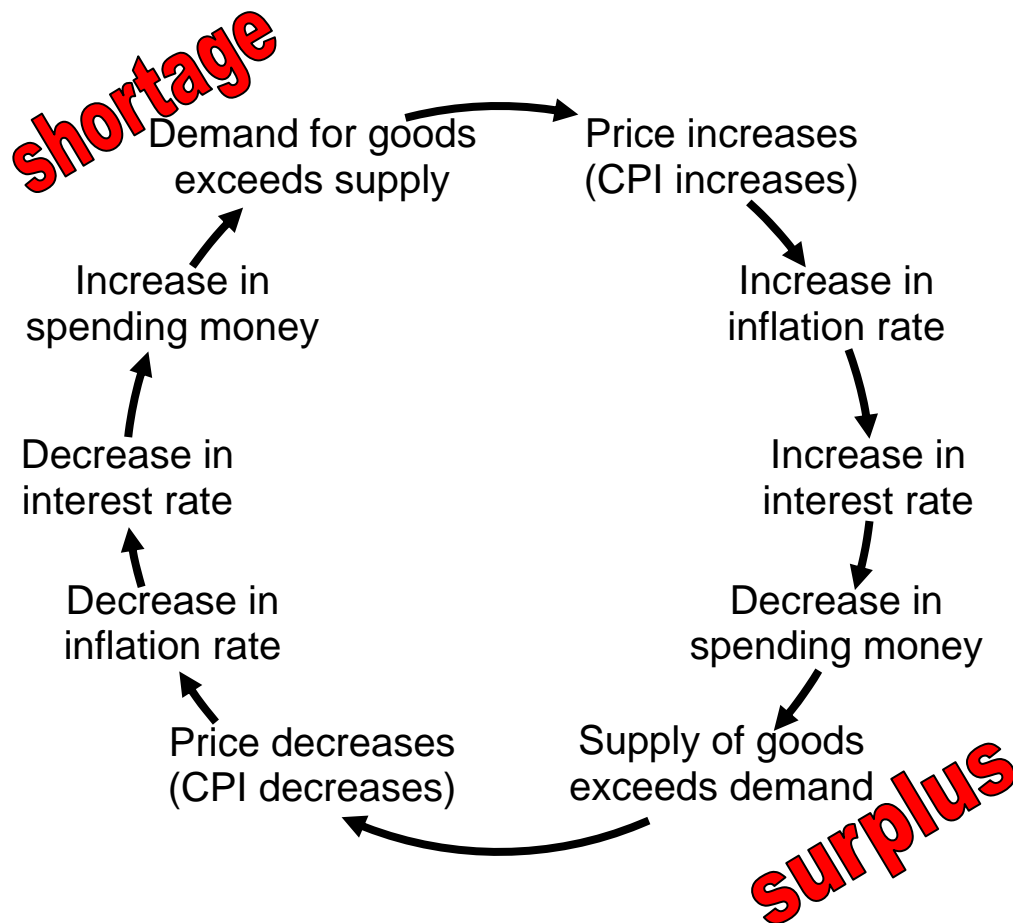 shortage
Demand for goods
exceeds supply
Price increases
(CPI increases)
Increase in
inflation rate
Increase in
interest rate
Decrease in
spending money
Supply of goods
exceeds demand
surplus
Price decreases
(CPI decreases)
Decrease in
inflation rate
Decrease in
interest rate
Increase in
spending money